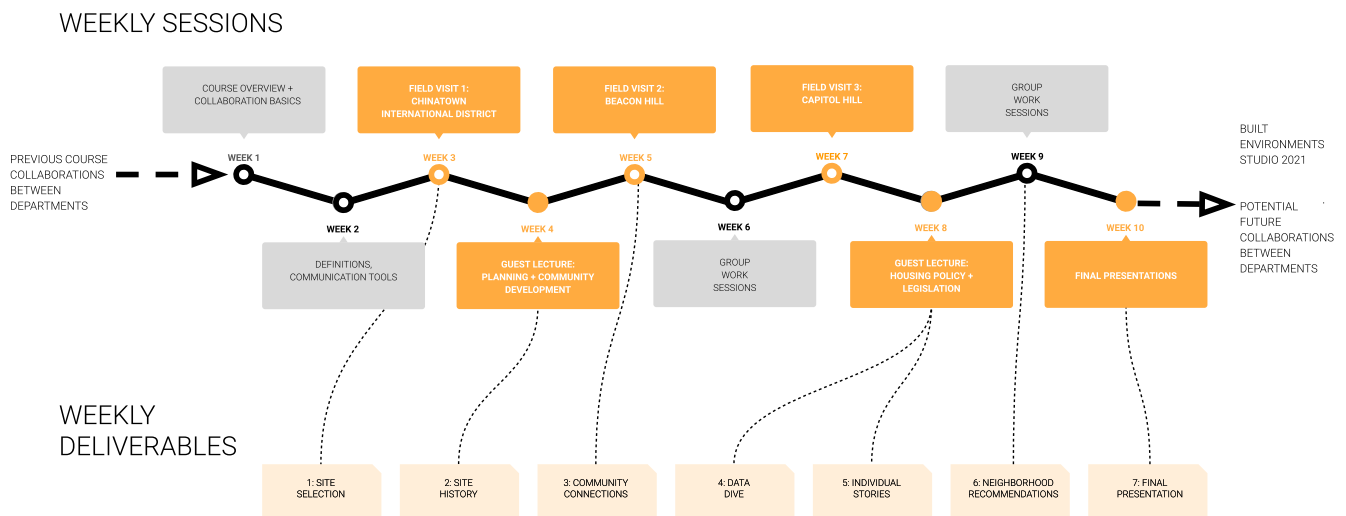 WEEKLY SESSIONS
COURSE OVERVIEW +
COLLABORATION BASICS
FIELD VISIT 1:
CHINATOWN
INTERNATIONAL DISTRICT
FIELD VISIT 2:
BEACON HILL
FIELD VISIT 3:
CAPITOL HILL
GROUP
WORK
SESSIONS
WEEK 1
WEEK 3
WEEK 5
WEEK 7
WEEK 9
PREVIOUS COURSE
COLLABORATIONS
BETWEEN
DEPARTMENTS
BUILT
ENVIRONMENTS
STUDIO 2021
POTENTIAL
FUTURE
COLLABORATIONS
BETWEEN
DEPARTMENTS
WEEK 2
WEEK 4
WEEK 6
WEEK 8
WEEK 10
DEFINITIONS,
COMMUNICATION TOOLS
GUEST LECTURE:
PLANNING + COMMUNITY
DEVELOPMENT
GROUP
WORK
SESSIONS
GUEST LECTURE:
HOUSING POLICY +
LEGISLATION
FINAL PRESENTATIONS
WEEKLY
DELIVERABLES
1: SITE
SELECTION
2: SITE
HISTORY
3: COMMUNITY
CONNECTIONS
4: DATA
DIVE
5: INDIVIDUAL
STORIES
6: NEIGHBORHOOD
RECOMMENDATIONS
7: FINAL
PRESENTATION